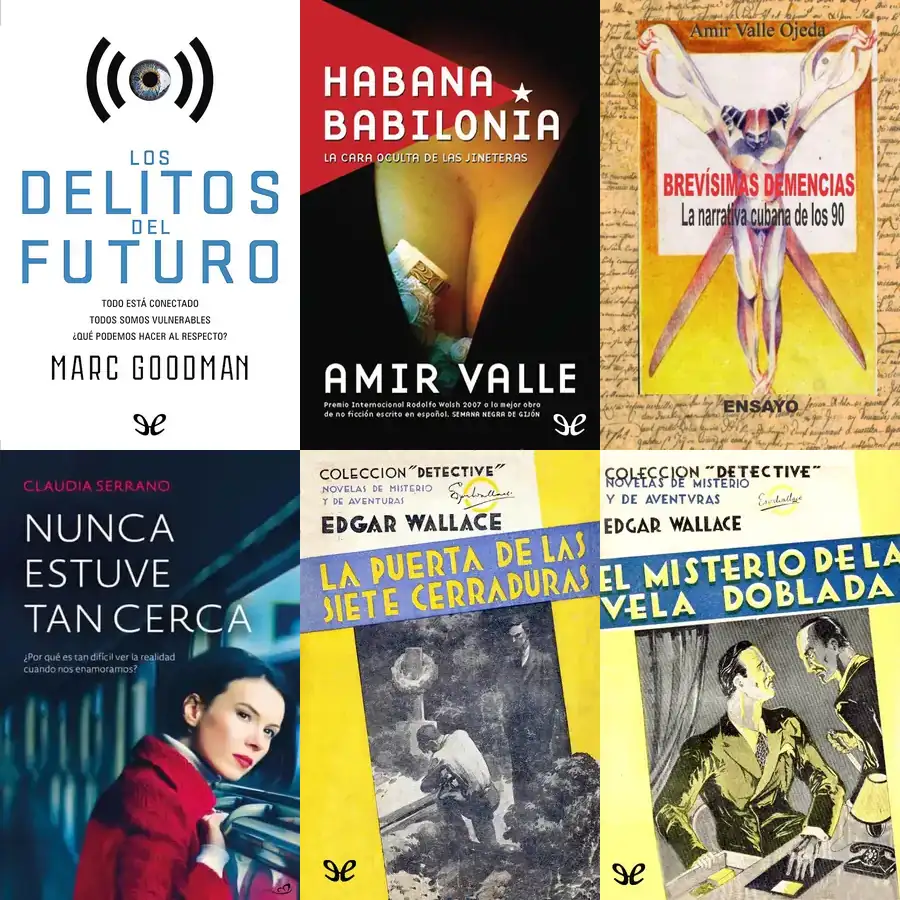 LOS
DELITOS
DEL
FUTURO
TODO ESTÁ CONECTADO
TODOS SOMOS VULNERABLES
¿QUÉ PODEMOS HACER AL RESPECTO?
MARC GOODMAN
HABANA
BABILONIA
LA CARA OCULTA DE LAS JINETERAS
AMIR VALLE
Premio Internacional Rodolfo Walsh 2007 a la mejor obra
de no ficción escrito en español. SEMANA NEGRA DE GIJÓN
Amir Valle Ojeda
BREVÍSIMAS DEMENCIAS
La narrativa cubana de los 90
ENSAYO
CLAUDIA SERRANO
NUNCA
ESTUVE
TAN CERCA
¿Por qué es tan difícil ver la realidad
cuando nos enamoramos?
COLECCION "DETECTIVE"
NOVELAS DE MISTERIO
Y DE AVENTVRAS
EDGAR WALLACE
LA PUERTA DE LAS
SIETE CERRADURAS
COLECCION "DETECTIVE"
NOVELAS DE MISTERIO
Y DE AVENTVRAS
EDGAR WALLACE
EL MISTERIO DE LA
VELA DOBLADA